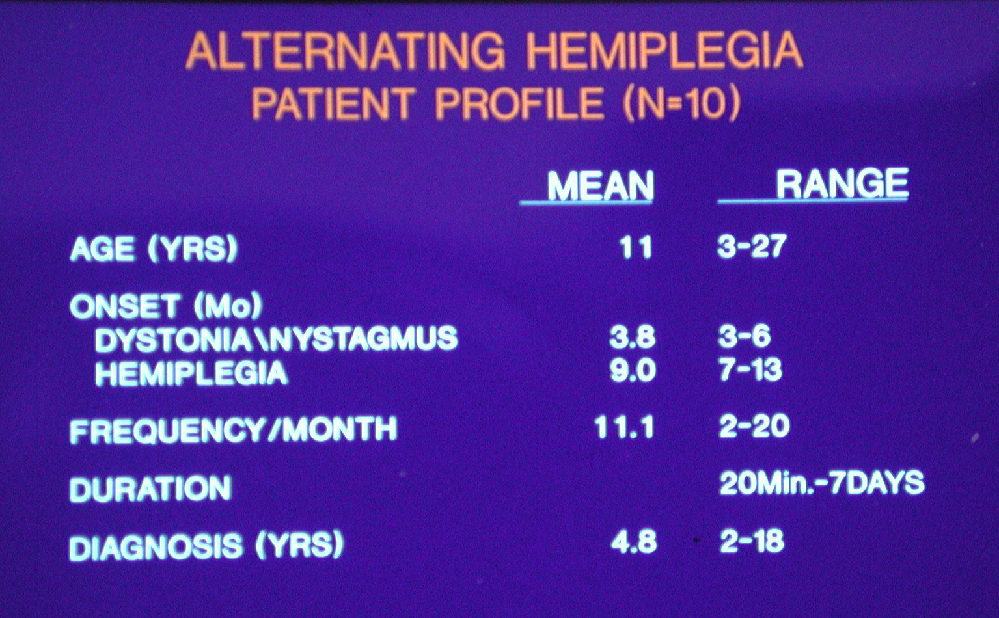 ALTERNATING HEMIPLEGIA
PATIENT PROFILE (N=10)
MEAN RANGE
AGE (YRS) 11 3-27
ONSET (Mo)
DYSTONIA\NYSTAGMUS 3.8 3-6
HEMIPLEGIA 9.0 7-13
FREQUENCY/MONTH 11.1 2-20
DURATION 20Min.-7DAYS
DIAGNOSIS (YRS) 4.8 2-18